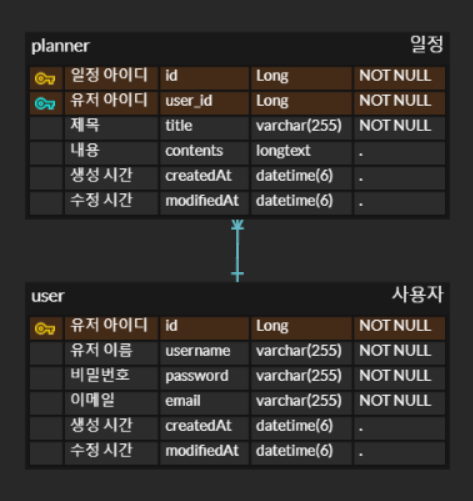 planner 일정
일정 아이디 id Long NOT NULL
유저 아이디 user_id Long NOT NULL
제목 title varchar(255) NOT NULL
내용 contents longtext .
생성 시간 createdAt datetime(6) .
수정 시간 modifiedAt datetime(6) .
user 사용자
유저 아이디 id Long NOT NULL
유저 이름 username varchar(255) NOT NULL
비밀번호 password varchar(255) NOT NULL
이메일 email varchar(255) NOT NULL
생성 시간 createdAt datetime(6) .
수정 시간 modifiedAt datetime(6) .